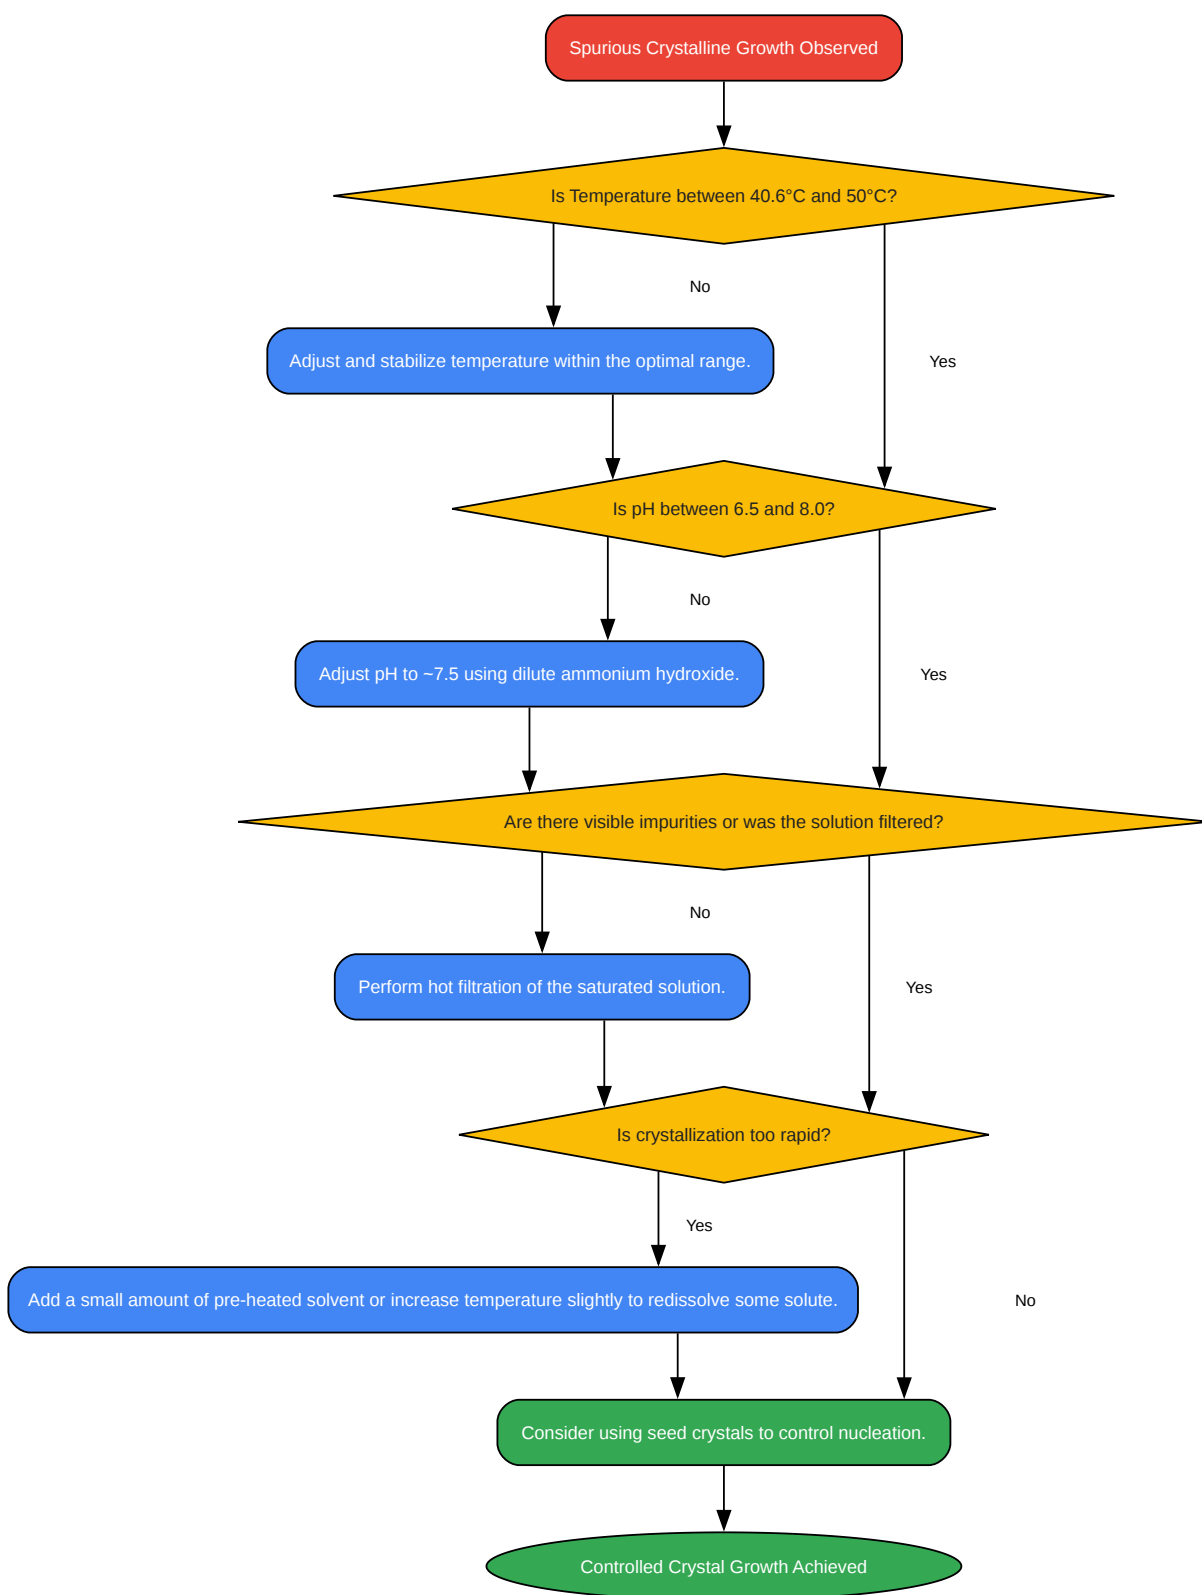 Spurious Crystalline Growth Observed
Is Temperature between 40.6°C and 50°C?
No
Adjust and stabilize temperature within the optimal range.
Yes
Is pH between 6.5 and 8.0?
No
Adjust pH to ~7.5 using dilute ammonium hydroxide.
Yes
Are there visible impurities or was the solution filtered?
No
Perform hot filtration of the saturated solution.
Yes
Is crystallization too rapid?
Yes
Add a small amount of pre-heated solvent or increase temperature slightly to redissolve some solute.
No
Consider using seed crystals to control nucleation.
Controlled Crystal Growth Achieved